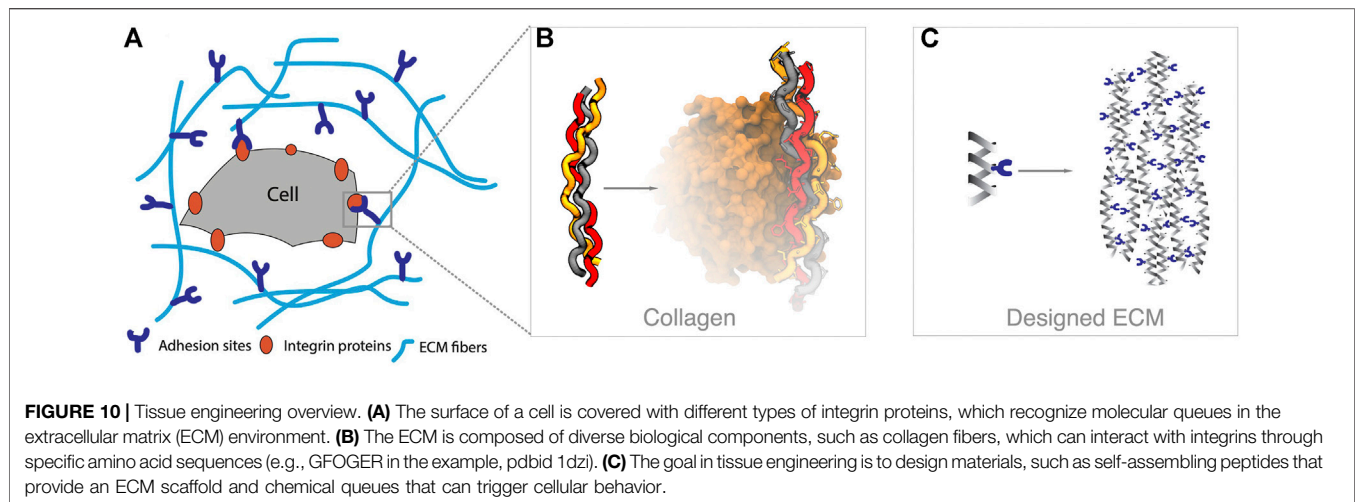 A
B
C
Cell
Collagen
Designed ECM
Adhesion sites Integrin proteins ECM fibers
FIGURE 10 | Tissue engineering overview. (A) The surface of a cell is covered with different types of integrin proteins, which recognize molecular queues in the
extracellular matrix (ECM) environment. (B) The ECM is composed of diverse biological components, such as collagen fibers, which can interact with integrins through
specific amino acid sequences (e.g., GFOGER in the example, pdbid 1dzi). (C) The goal in tissue engineering is to design materials, such as self-assembling peptides that
provide an ECM scaffold and chemical queues that can trigger cellular behavior.